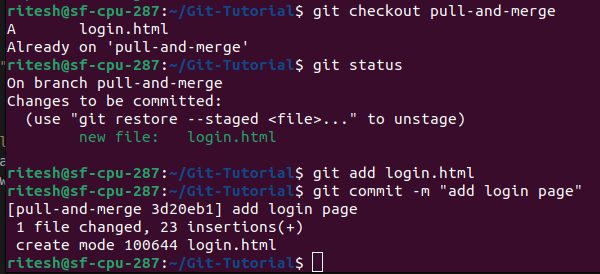 ritesh@sf-cpu-287:~/Git-Tutorial$ git checkout pull-and-merge
A       login.html
Already on 'pull-and-merge'
ritesh@sf-cpu-287:~/Git-Tutorial$ git status
On branch pull-and-merge
Changes to be committed:
  (use "git restore --staged <file>..." to unstage)
        new file:   login.html

ritesh@sf-cpu-287:~/Git-Tutorial$ git add login.html
ritesh@sf-cpu-287:~/Git-Tutorial$ git commit -m "add login page"
[pull-and-merge 3d20eb1] add login page
 1 file changed, 23 insertions(+)
 create mode 100644 login.html
ritesh@sf-cpu-287:~/Git-Tutorial$